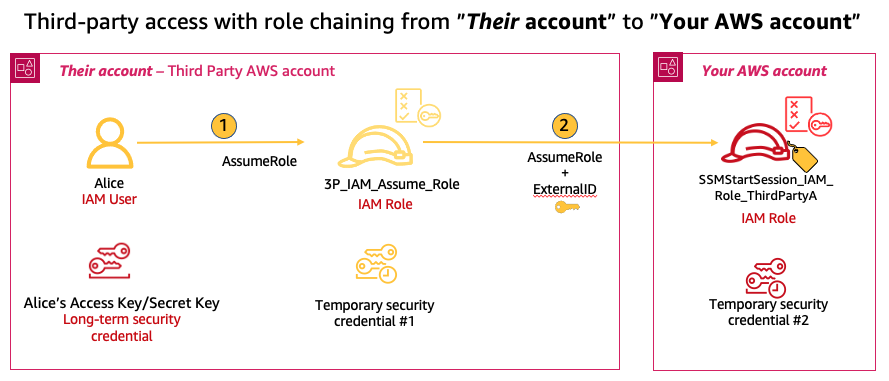 Third-party access with role chaining from "Their account" to "Your AWS account"
Their account – Third Party AWS account
Your AWS account
1
2
AssumeRole
AssumeRole
+
ExternalID
Alice
IAM User
3P_IAM_Assume_Role
IAM Role
SSMStartSession_IAM_
Role_ThirdPartyA
IAM Role
Alice's Access Key/Secret Key
Long-term security
credential
Temporary security
credential #1
Temporary security
credential #2